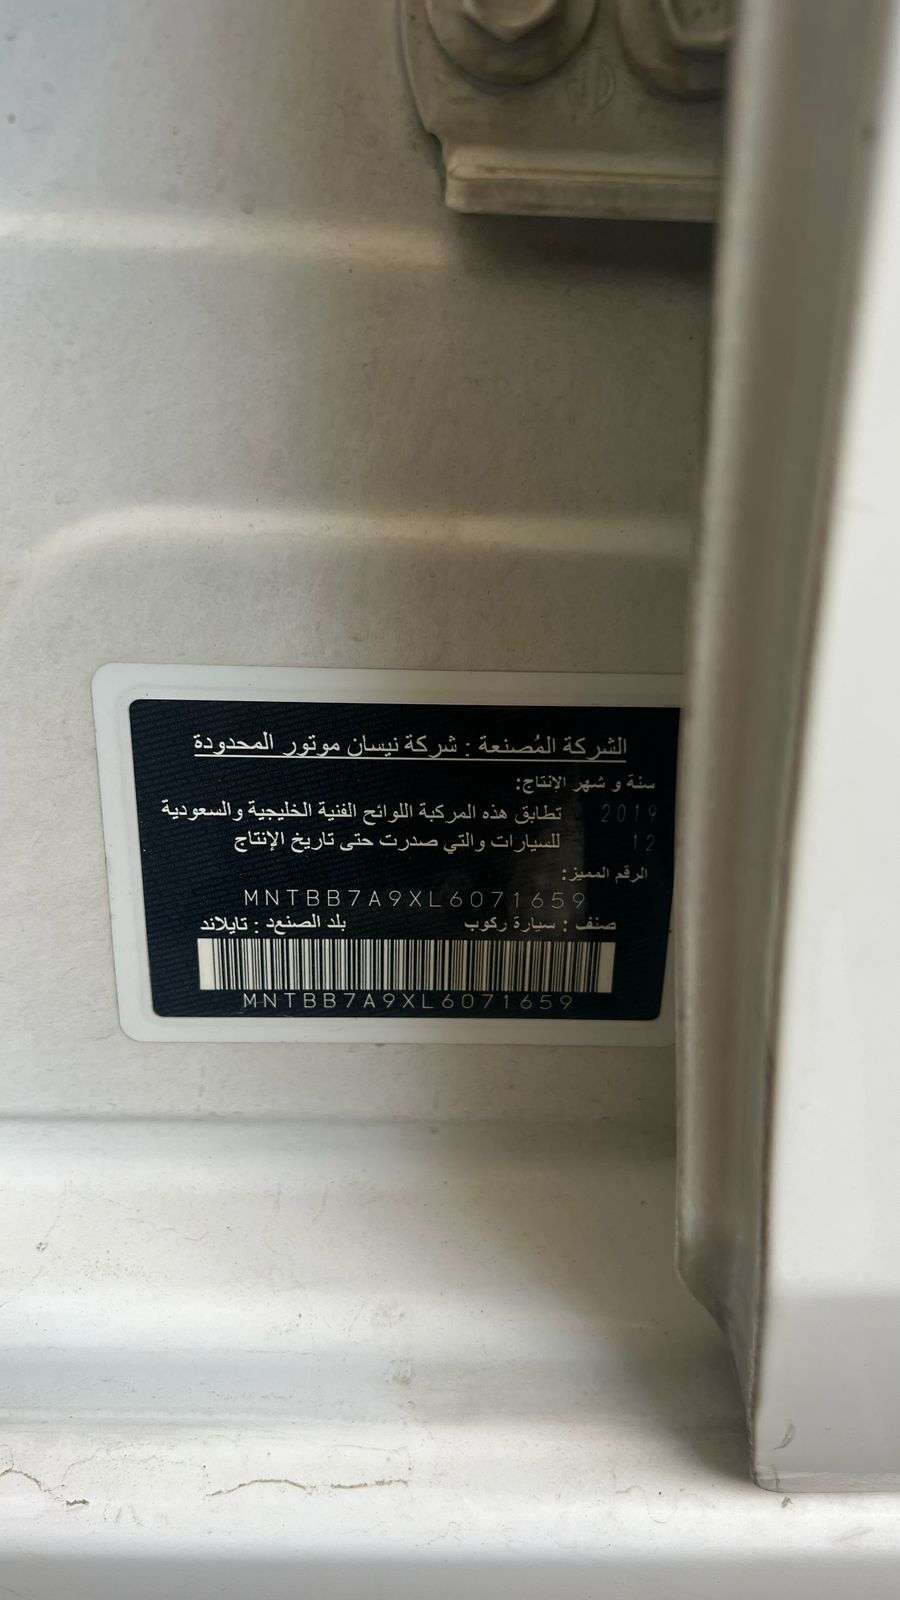 الشركة المُصنعة : شركة نيسان موتور المحدودة
سنة و شهر الإنتاج:
2019 تطابق هذه المركبة اللوائح الفنية الخليجية والسعودية
12 للسيارات والتي صدرت حتى تاريخ الإنتاج
الرقم المميز:
MNTBB7A9XL6071659
صنف : سيارة ركوب بلد الصنع : تايلاند
MNTBB7A9XL6071659